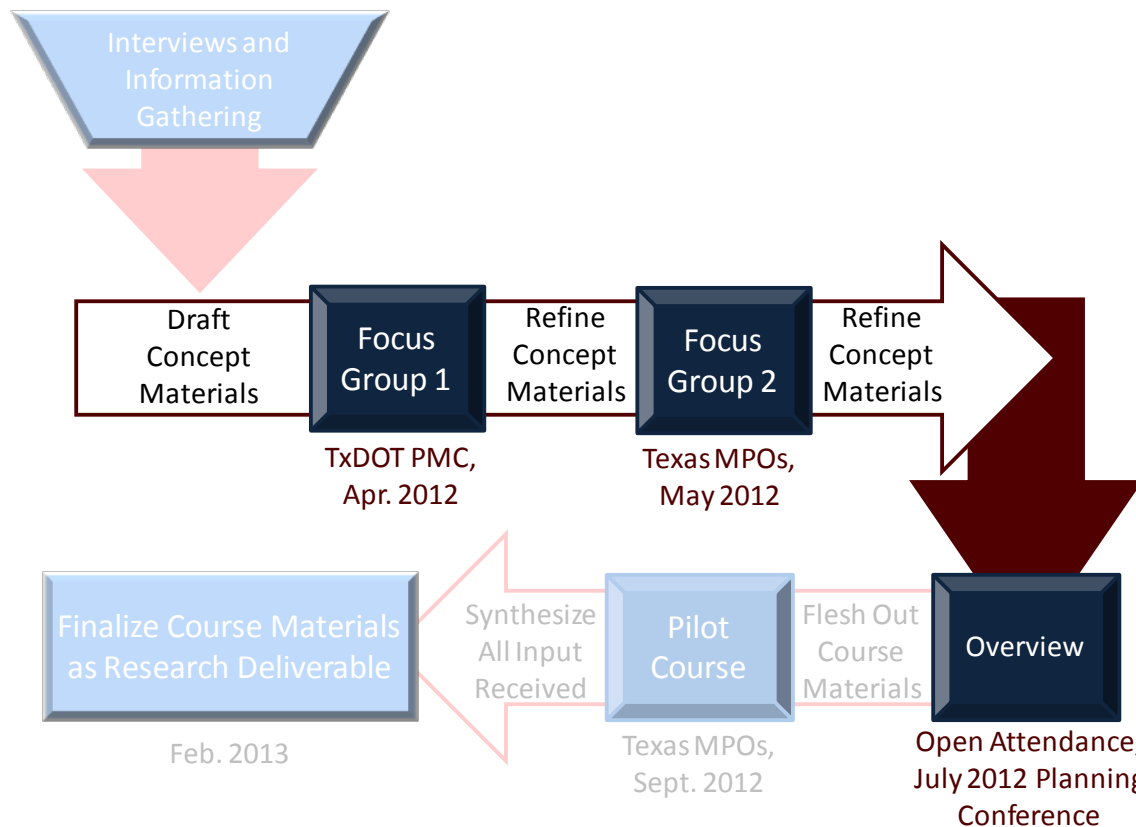 Interviews and
Information
Gathering
Draft
Concept
Materials
Focus
Group 1
Refine
Concept
Materials
Focus
Group 2
Refine
Concept
Materials
TxDOT PMC,
Apr. 2012
Texas MPOs,
May 2012
Finalize Course Materials
as Research Deliverable
Synthesize
All Input
Received
Pilot
Course
Flesh Out
Course
Materials
Overview
Feb. 2013
Texas MPOs,
Sept. 2012
Open Attendance,
July 2012 Planning
Conference